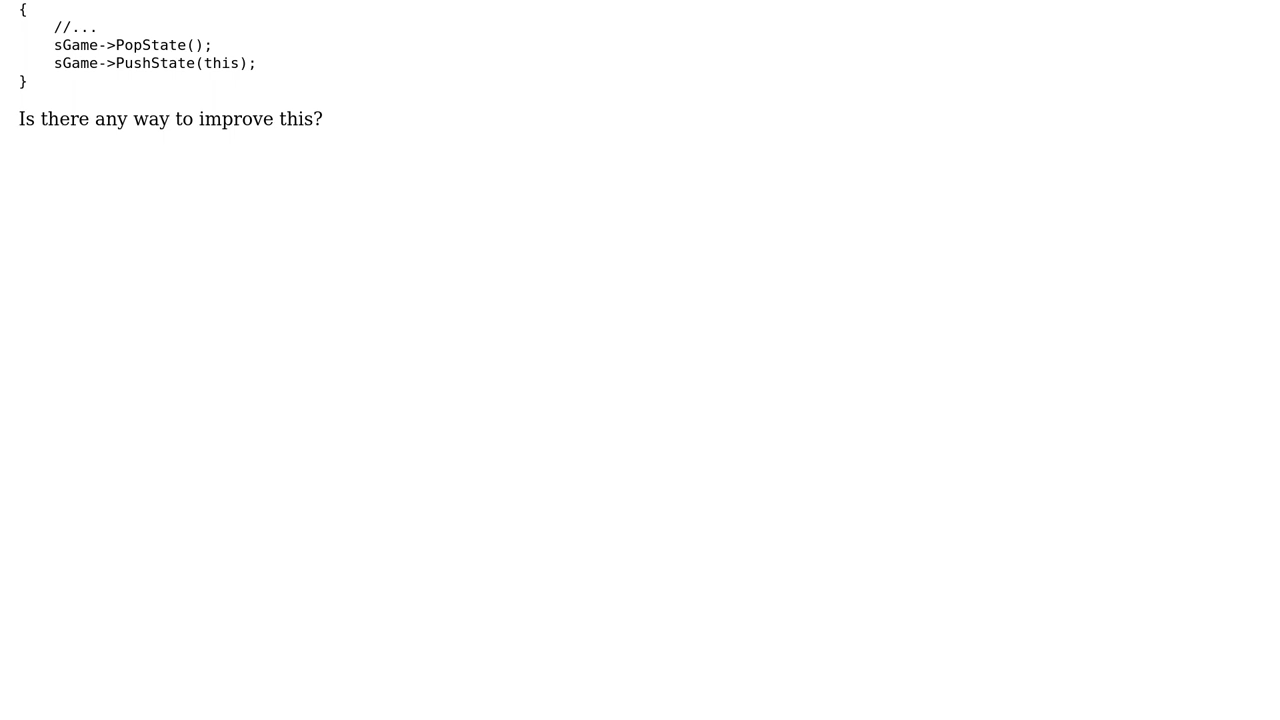 {
    //...
    sGame->PopState();
    sGame->PushState(this);
}
Is there any way to improve this?